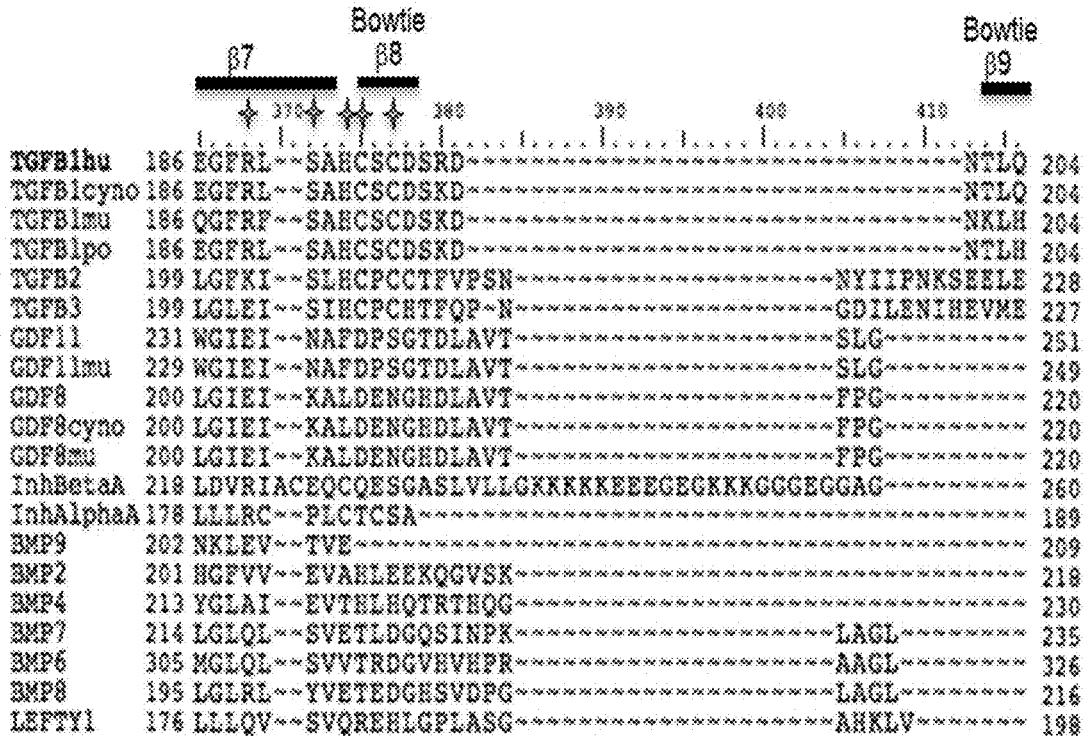 Bowtie Bowtie
β7 β8 β9
370 380 390 400 410
TGFB1hu 186 EGFRL~~SAHCSCDSRD~~~~~~~~~~~~~~~~~~~~~~~~~~~~~~~NTLQ 204
TGFB1cyno 186 EGFRL~~SAHCSCDSKD~~~~~~~~~~~~~~~~~~~~~~~~~~~~~~~NTLQ 204
TGFB1mu 186 QGFRF~~SAHCSCDSKD~~~~~~~~~~~~~~~~~~~~~~~~~~~~~~~NKLH 204
TGFB1po 186 EGFRL~~SAHCSCDSKD~~~~~~~~~~~~~~~~~~~~~~~~~~~~~~~NTLH 204
TGFB2 199 LGFKI~~SLHCPCCTFVPSN~~~~~~~~~~~~~~~~~~~~NYIIPNKSEELE 228
TGFB3 199 LGLEI~~SIHCPCHTFQP-N~~~~~~~~~~~~~~~~~~~~GDILENIHEVME 227
GDF11 231 WGIEI~~NAFDPSGTDLAVT~~~~~~~~~~~~~~~~~~~~SLG~~~~~~~~~ 251
GDF11mu 229 WGIEI~~NAFDPSGTDLAVT~~~~~~~~~~~~~~~~~~~~SLG~~~~~~~~~ 249
GDF8 200 LGIEI~~KALDENGHDLAVT~~~~~~~~~~~~~~~~~~~~FPG~~~~~~~~~ 220
GDF8cyno 200 LGIEI~~KALDENGHDLAVT~~~~~~~~~~~~~~~~~~~~FPG~~~~~~~~~ 220
GDF8mu 200 LGIEI~~KALDENGHDLAVT~~~~~~~~~~~~~~~~~~~~FPG~~~~~~~~~ 220
InhBetaA 218 LDVRIACEQCQESGASLVLLGKKKKKEEEGEGKKKGGGEGGAG~~~~~~~~~ 260
InhAlphaA 178 LLLRC~~PLCTCSA~~~~~~~~~~~~~~~~~~~~~~~~~~~~~~~~~~~~~~ 189
BMP9 202 NKLEV~~TVE~~~~~~~~~~~~~~~~~~~~~~~~~~~~~~~~~~~~~~~~~~ 209
BMP2 201 HGFVV~~EVAHLEEKQGVSK~~~~~~~~~~~~~~~~~~~~~~~~~~~~~~~~ 218
BMP4 213 YGLAI~~EVTHLHQTRTHQG~~~~~~~~~~~~~~~~~~~~~~~~~~~~~~~~ 230
BMP7 214 LGLQL~~SVETLDGQSINPK~~~~~~~~~~~~~~~~~~~~LAGL~~~~~~~~ 235
BMP6 305 MGLQL~~SVVTRDGVHVHPR~~~~~~~~~~~~~~~~~~~~AAGL~~~~~~~~ 326
BMP8 195 LGLRL~~YVETEDGHSVDPG~~~~~~~~~~~~~~~~~~~~LAGL~~~~~~~~ 216
LEFTY1 176 LLLQV~~SVQREHLGPLASG~~~~~~~~~~~~~~~~~~~~AHKLV~~~~~~~ 198